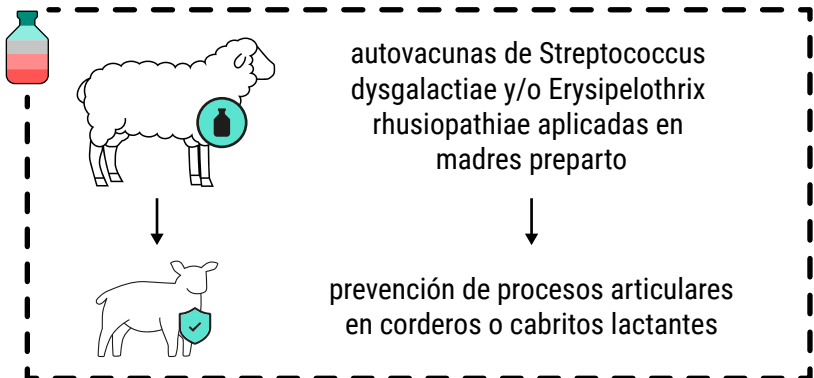 autovacunas de Streptococcus
dysgalactiae y/o Erysipelothrix
rhusiopathiae aplicadas en
madres preparto
prevención de procesos articulares
en corderos o cabritos lactantes